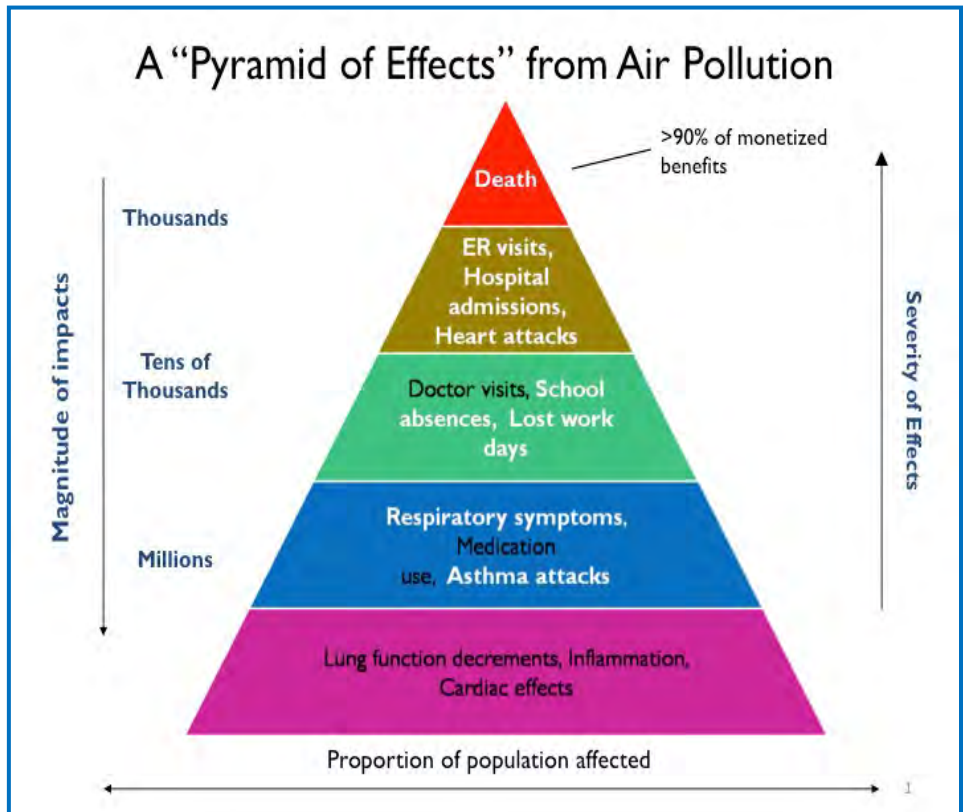 A “Pyramid of Effects” from Air Pollution
>90% of monetized
benefits
Death
Thousands
ER visits,
Hospital
admissions,
Heart attacks
Magnitude of impacts
Severity of Effects
Tens of
Thousands
Doctor visits, School
absences, Lost work
days
Respiratory symptoms,
Medication
use, Asthma attacks
Millions
Lung function decrements, Inflammation,
Cardiac effects
Proportion of population affected
1